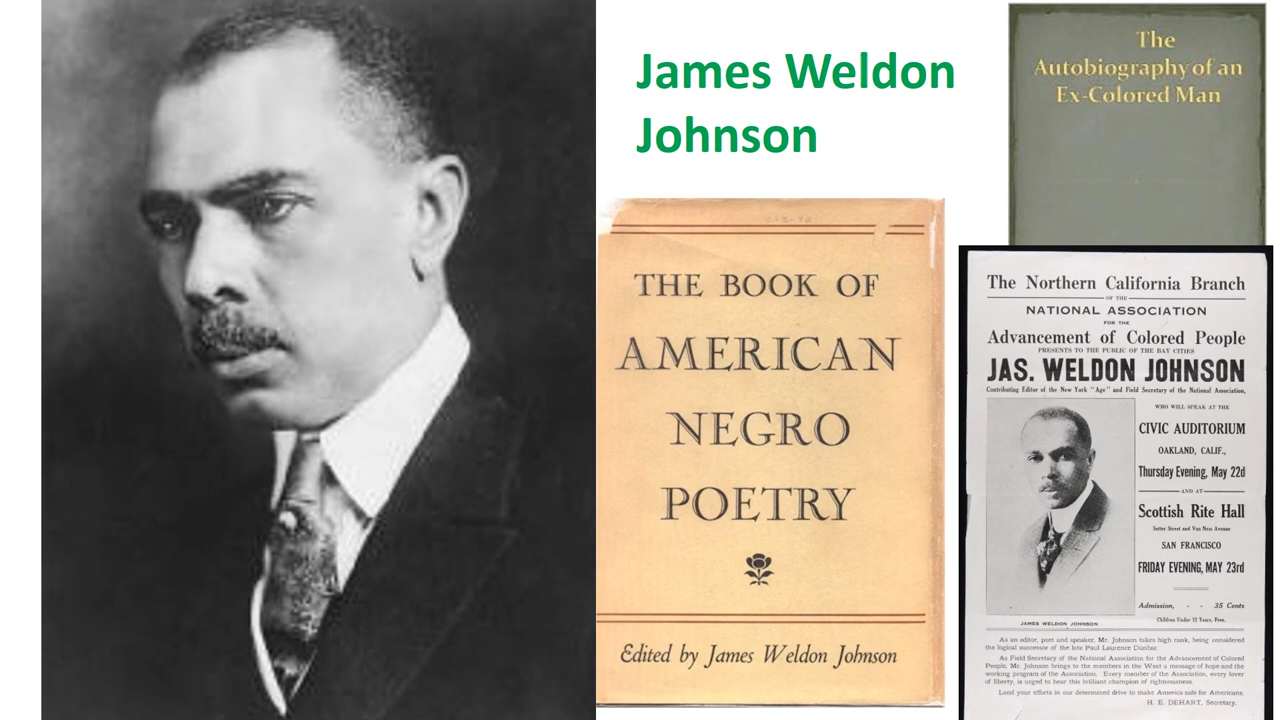 James Weldon
Johnson
The
Autobiography of an
Ex-Colored Man
THE BOOK OF
AMERICAN
NEGRO
POETRY
Edited by James Weldon Johnson
The Northern California Branch
OF THE
NATIONAL ASSOCIATION
FOR THE
Advancement of Colored People
PRESENTS TO THE PUBLIC OF THE BAY CITIES
JAS. WELDON JOHNSON
Contributing Editor of the New York "Age" and Field Secretary of the National Association,
WHO WILL SPEAK AT THE
CIVIC AUDITORIUM
OAKLAND, CALIF.,
Thursday Evening, May 22d
AND AT
Scottish Rite Hall
Sutter Street and Van Ness Avenue
SAN FRANCISCO
FRIDAY EVENING, MAY 23rd
Admission, - - 35 Cents
Children Under 12 Years, Free.
JAMES WELDON JOHNSON
As an editor, poet and speaker, Mr. Johnson takes high rank, being considered
the logical successor of the late Paul Laurence Dunbar.
As Field Secretary of the National Association for the Advancement of Colored
People, Mr. Johnson brings to the members in the West a message of hope and the
working program of the Association. Every member of the Association, every lover
of liberty, is urged to hear this brilliant champion of righteousness.
Lend your efforts in our determined drive to make America safe for Americans.
H. E. DEHART, Secretary.